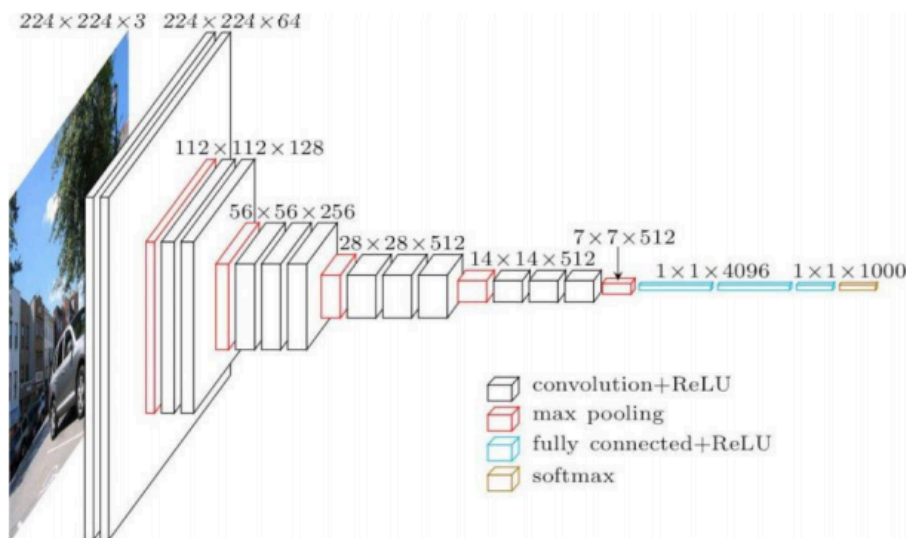 224×224×3
224×224×64
112×112×128
56×56×256
28×28×512
14×14×512
7×7×512
1×1×4096
1×1×1000
convolution+ReLU
max pooling
fully connected+ReLU
softmax